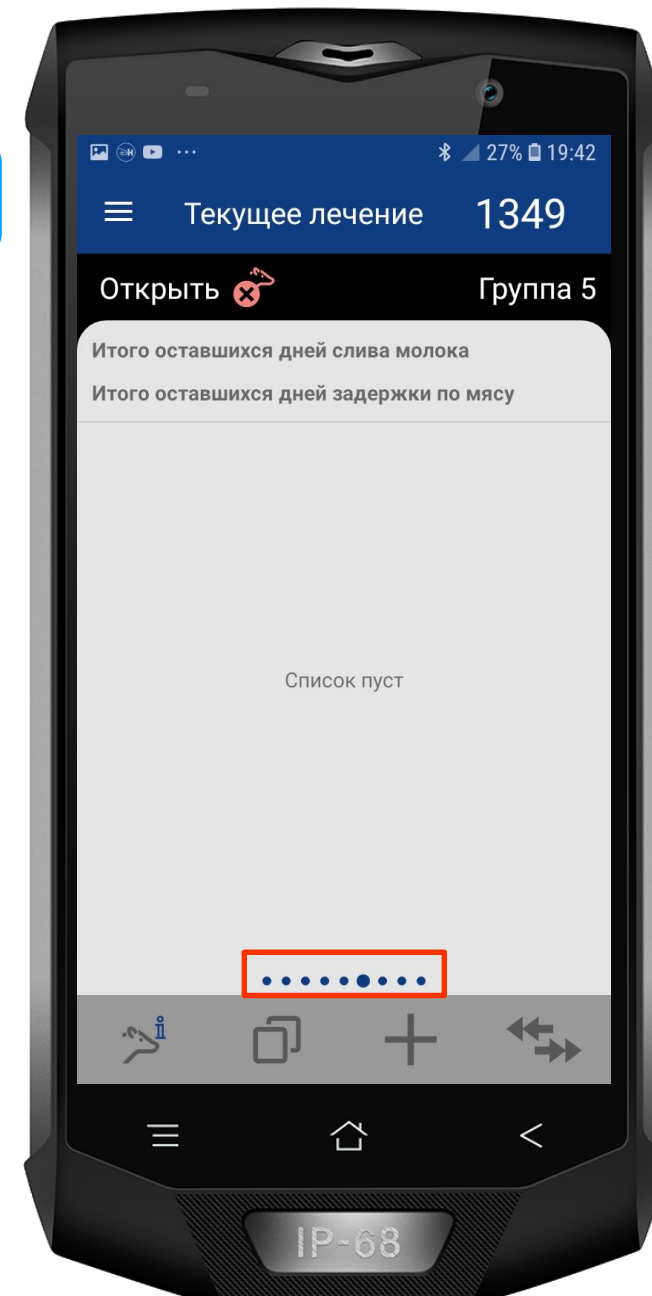 27% 19:42
Текущее лечение 1349
Открыть Группа 5
Итого оставшихся дней слива молока
Итого оставшихся дней задержки по мясу
Список пуст
IP-68